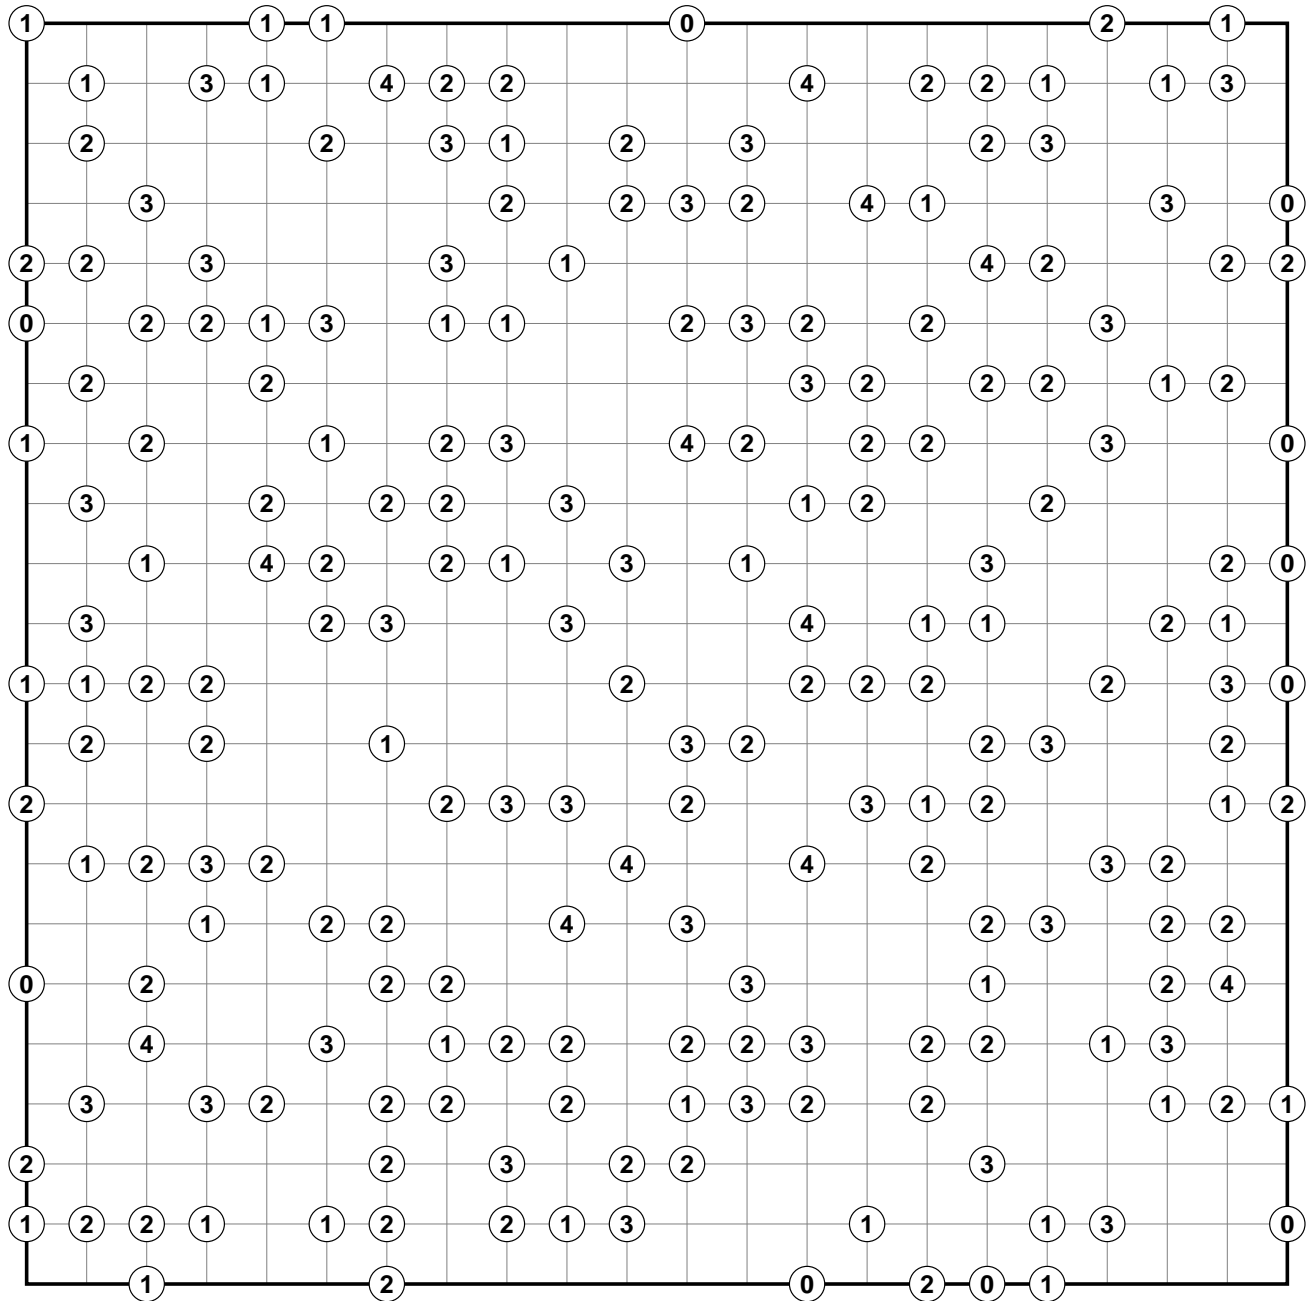 1 1 1 0 2 1
1 3 1 4 2 2 4 2 2 1 1 3
2 2 3 1 2 3 2 3
3 2 2 3 2 4 1 3 0
2 2 3 3 1 4 2 2 2
0 2 2 1 3 1 1 2 3 2 2 3
2 2 3 2 2 2 1 2
1 2 1 2 3 4 2 2 2 3 0
3 2 2 2 3 1 2 2
1 4 2 2 1 3 1 3 2 0
3 2 3 3 4 1 1 2 1
1 1 2 2 2 2 2 2 2 3 0
2 2 1 3 2 2 3 2
2 2 3 3 2 3 1 2 1 2
1 2 3 2 4 4 2 3 2
1 2 2 4 3 2 3 2 2
0 2 2 2 3 1 2 4
4 3 1 2 2 2 2 3 2 2 1 3
3 3 2 2 2 2 1 3 2 2 1 2 1
2 2 3 2 2 3
1 2 2 1 1 2 2 1 3 1 1 3 0
1 2 0 2 0 1